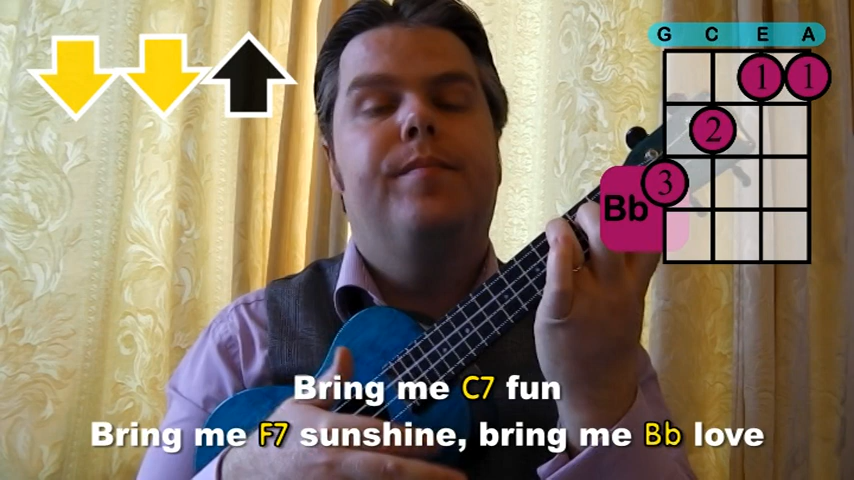 G C E A
1 1
2
3
Bb
Bring me C7 fun
Bring me F7 sunshine, bring me Bb love